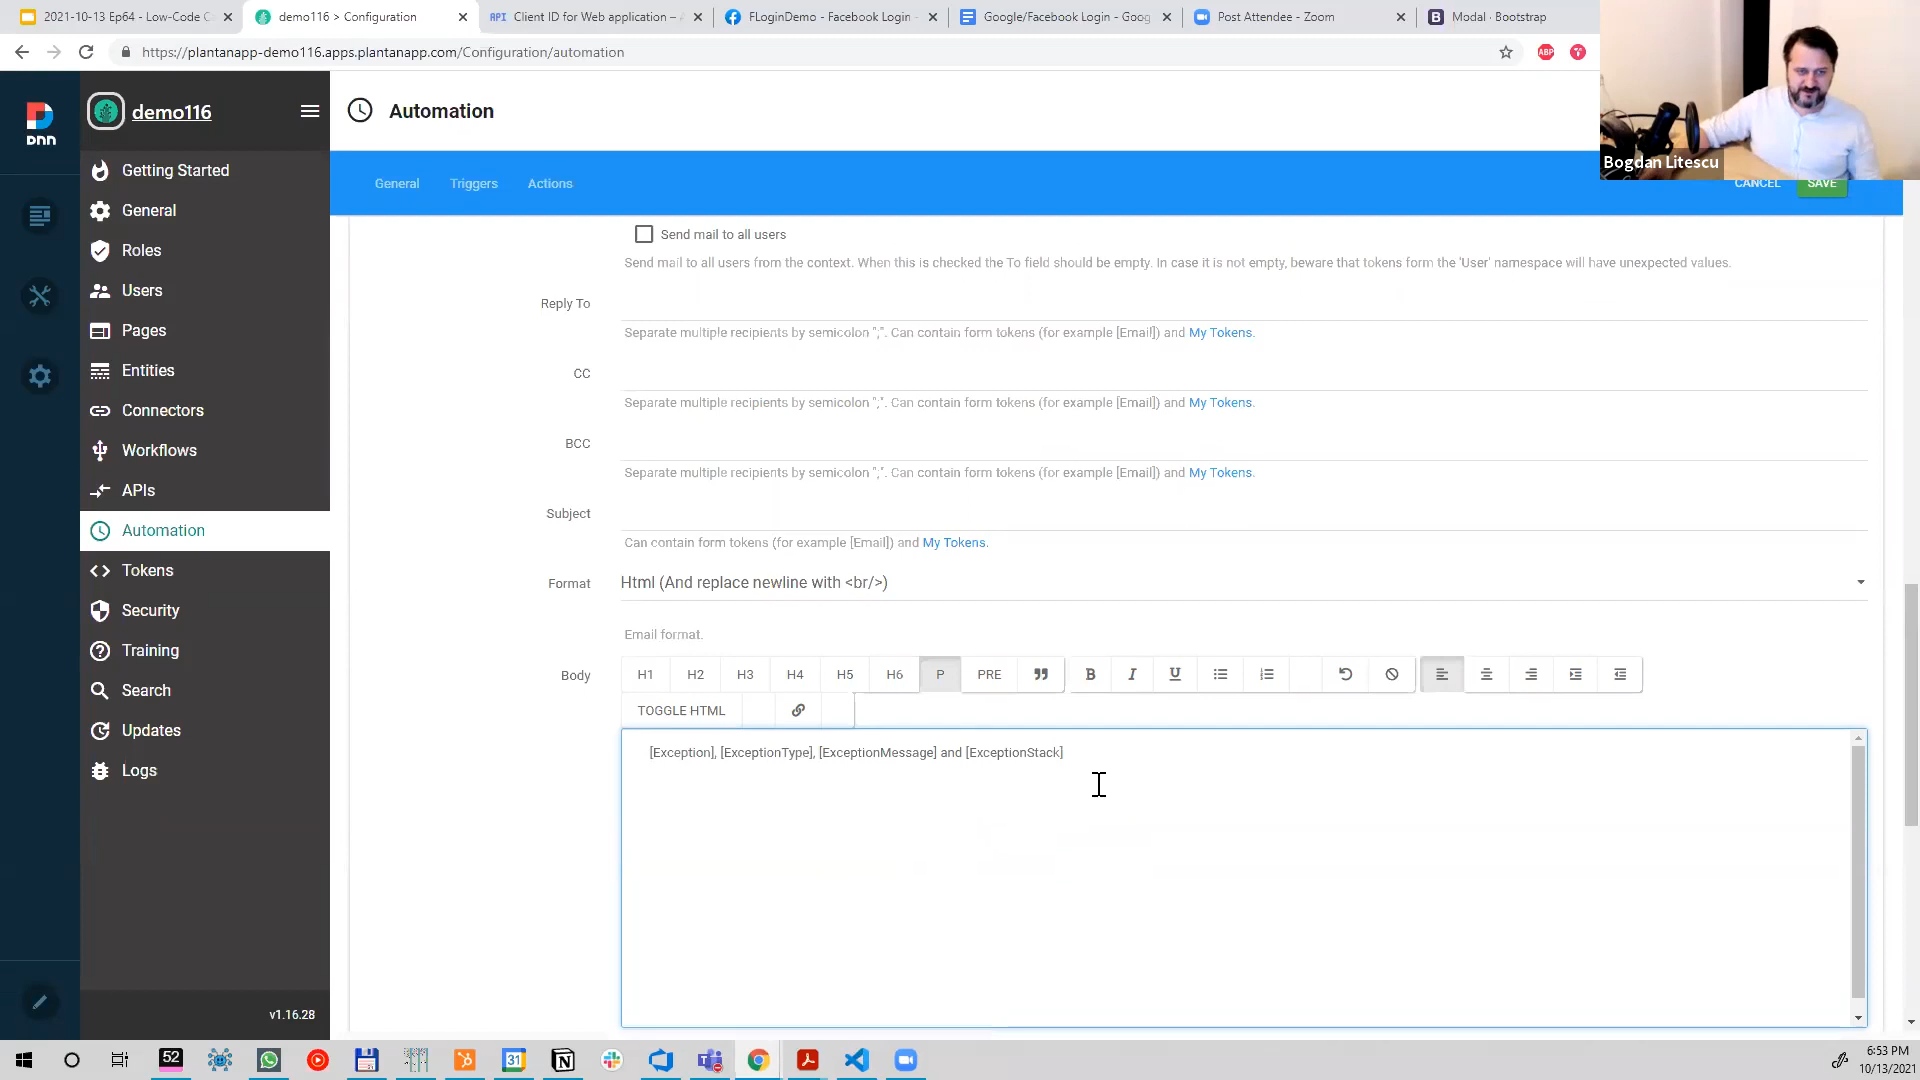 2021-10-13 Ep64 - Low-Code C
demo116 > Configuration
API
Client ID for Web application –
FLoginDemo - Facebook Login -
Google/Facebook Login - Goog
Post Attendee - Zoom
Modal · Bootstrap
https://plantanapp-demo116.apps.plantanapp.com/Configuration/automation
ABP
Bogdan Litescu
Dnn
demo116
Getting Started
General
Roles
Users
Pages
Entities
Connectors
Workflows
APIs
Automation
Tokens
Security
Training
Search
Updates
Logs
v1.16.28
Automation
General
Triggers
Actions
CANCEL
SAVE
Send mail to all users
Send mail to all users from the context. When this is checked the To field should be empty. In case it is not empty, beware that tokens form the 'User' namespace will have unexpected values.
Reply To
Separate multiple recipients by semicolon ";". Can contain form tokens (for example [Email]) and My Tokens.
CC
Separate multiple recipients by semicolon ";". Can contain form tokens (for example [Email]) and My Tokens.
BCC
Separate multiple recipients by semicolon ";". Can contain form tokens (for example [Email]) and My Tokens.
Subject
Can contain form tokens (for example [Email]) and My Tokens.
Format
Html (And replace newline with <br/>)
Email format.
Body
H1 H2 H3 H4 H5 H6 P PRE B I U
TOGGLE HTML
[Exception], [ExceptionType], [ExceptionMessage] and [ExceptionStack]
52
31
6:53 PM
10/13/2021